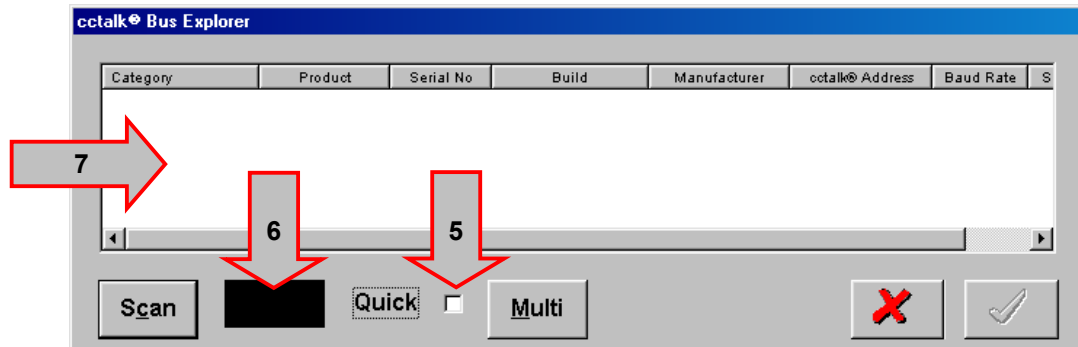 cctalk® Bus Explorer
Category Product Serial No Build Manufacturer cctalk® Address Baud Rate S
7
6 5
Scan Quick Multi